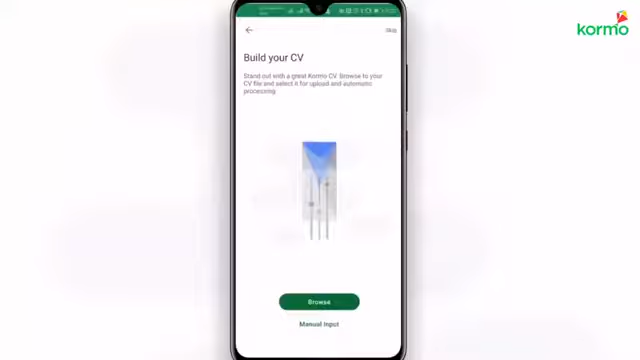 kormo
Skip
Build your CV
Stand out with a great Kormo CV. Browse to your
CV file and select it for upload and automatic
processing
Browse
Manual Input